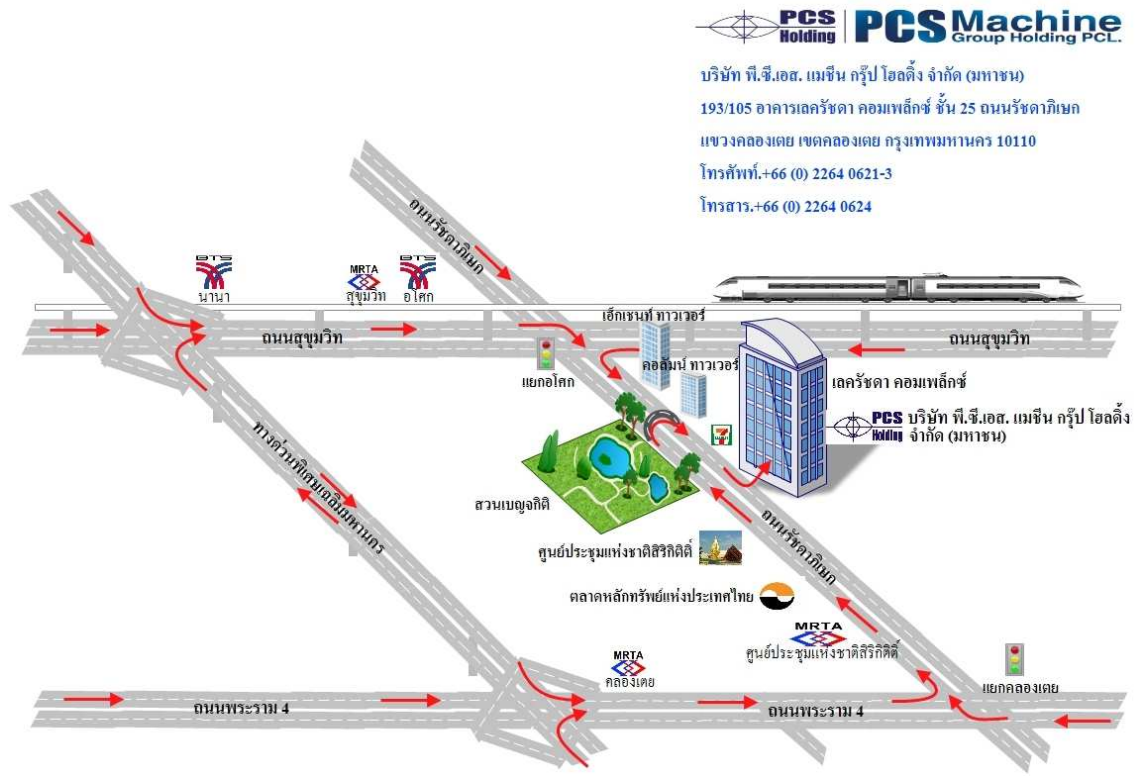 PCS Holding
PCS Machine
Group Holding PCL.
บริษัท พี.ซี.เอส. แมชีน กรุ๊ป โฮลดิ้ง จำกัด (มหาชน)
193/105 อาคารเลครัชดา คอมเพล็กซ์ ชั้น 25 ถนนรัชดาภิเษก
แขวงคลองเตย เขตคลองเตย กรุงเทพมหานคร 10110
โทรศัพท์.+66 (0) 2264 0621-3
โทรสาร.+66 (0) 2264 0624
ถนนรัชดาภิเษก
BTS
นานา
MRTA
สุขุมวิท
BTS
อโศก
ถนนสุขุมวิท
เอ็กเชนท์ ทาวเวอร์
ถนนสุขุมวิท
แยกอโศก
คอลัมน์ ทาวเวอร์
เลครัชดา คอมเพล็กซ์
PCS Holding
บริษัท พี.ซี.เอส. แมชีน กรุ๊ป โฮลดิ้ง
จำกัด (มหาชน)
7
ทางด่วนพิเศษเฉลิมมหานคร
สวนเบญจกิติ
ถนนรัชดาภิเษก
ศูนย์ประชุมแห่งชาติสิริกิติติ์
ตลาดหลักทรัพย์แห่งประเทศไทย
MRTA
ศูนย์ประชุมแห่งชาติสิริกิติติ์
MRTA
คลองเตย
แยกคลองเตย
ถนนพระราม 4
ถนนพระราม 4